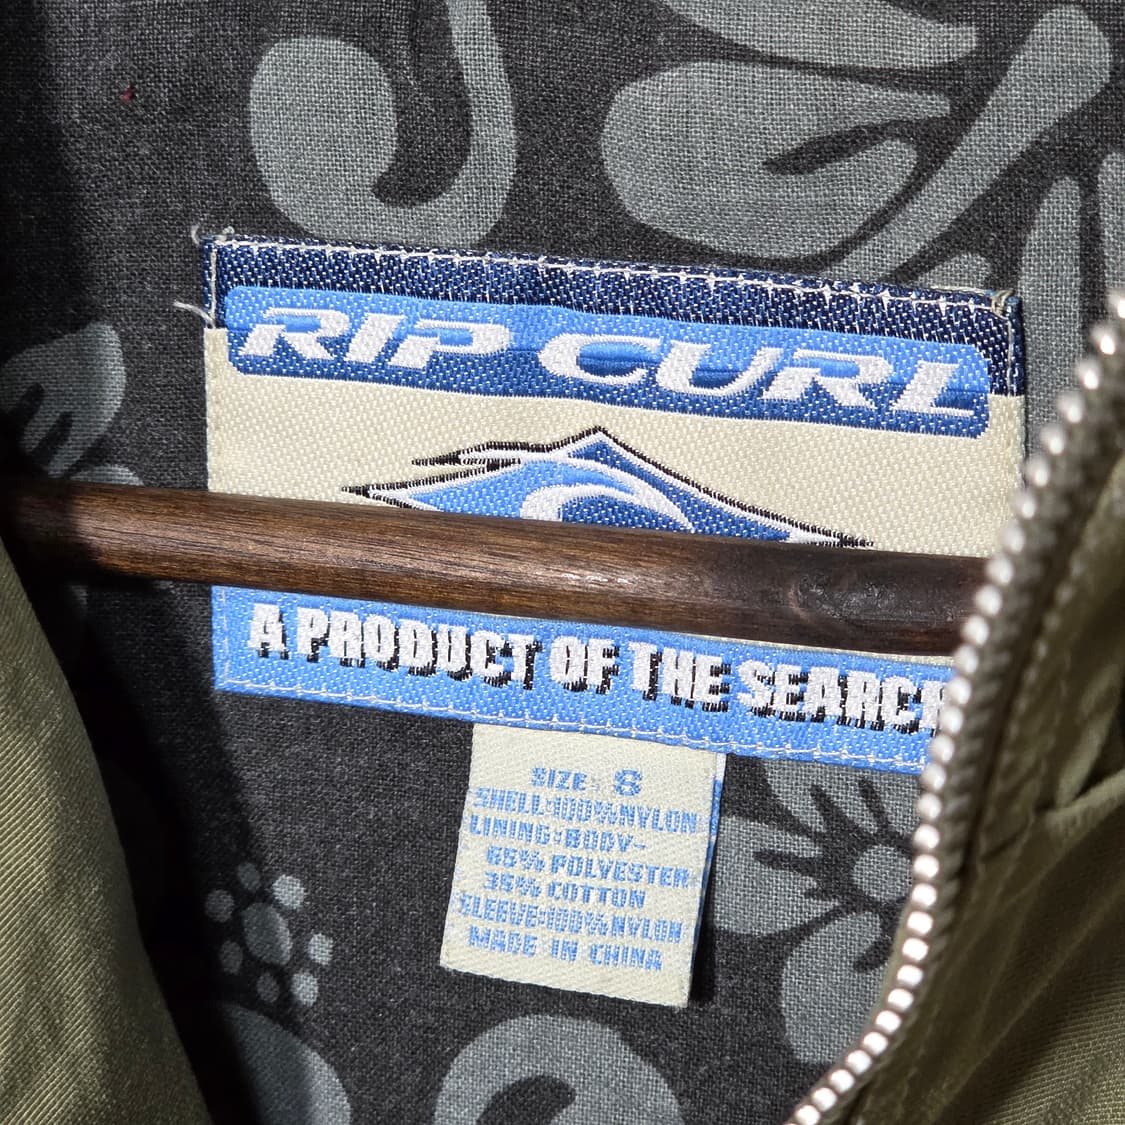 RIP CURL
A PRODUCT OF THE SEARCH
SIZE: S
SHELL:100%NYLON
LINING:BODY-
65% POLYESTER
35% COTTON
SLEEVE:100%NYLON
MADE IN CHINA